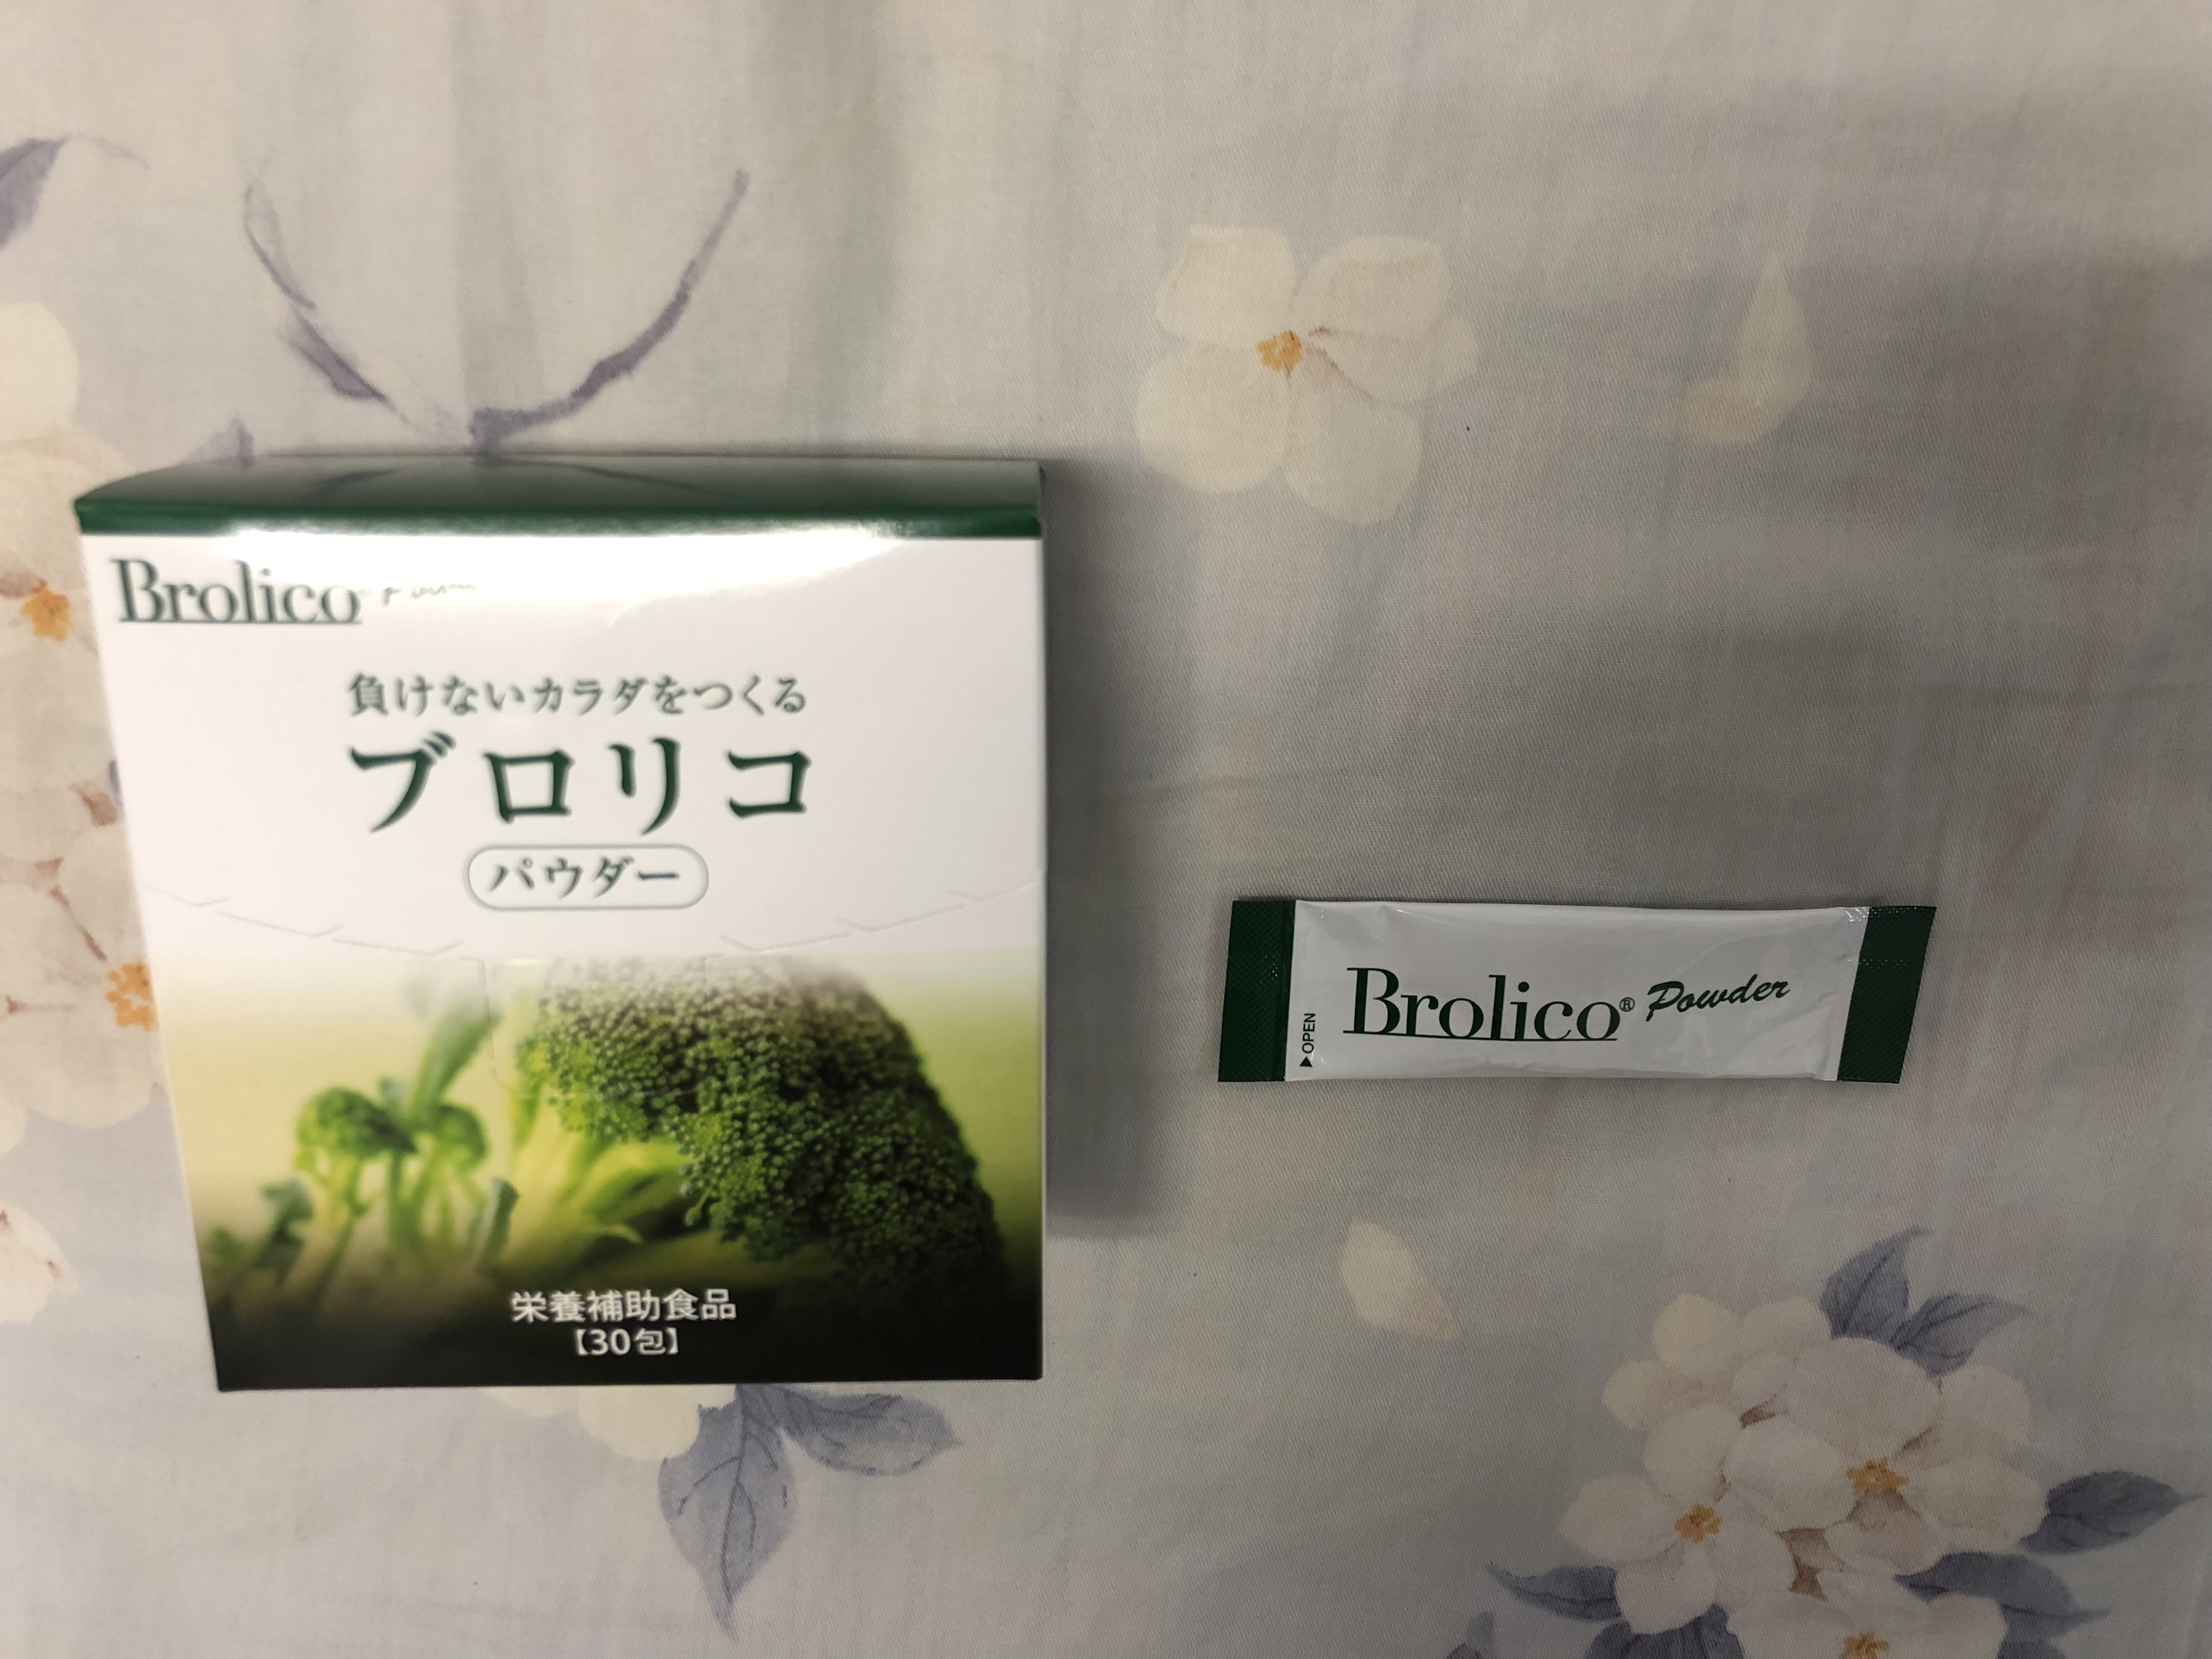 Brolico
負けないカラダをつくる
ブロリコ
パウダー
栄養補助食品
【30包】
▶OPEN
Brolico® Powder